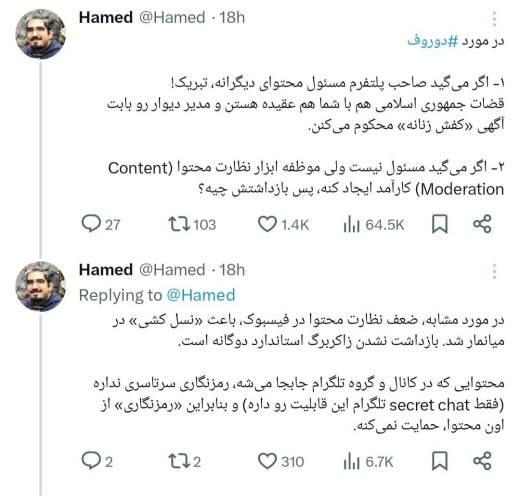 Hamed @Hamed · 18h
در مورد #دوروف
۱- اگر می‌گید صاحب پلتفرم مسئول محتوای دیگرانه، تبریک!
قضات جمهوری اسلامی هم با شما هم عقیده هستن و مدیر دیوار رو بابت
آگهی «کفش زنانه» محکوم می‌کنن.
۲- اگر می‌گید مسئول نیست ولی موظفه ابزار نظارت محتوا (Content
Moderation) کارآمد ایجاد کنه، پس بازداشتش چیه؟
27 103 1.4K 64.5K
Hamed @Hamed · 18h
Replying to @Hamed
در مورد مشابه، ضعف نظارت محتوا در فیسبوک، باعث «نسل کشی» در
میانمار شد. بازداشت نشدن زاکربرگ استاندارد دوگانه است.
محتوایی که در کانال و گروه تلگرام جابجا می‌شه، رمزنگاری سرتاسری نداره
(فقط secret chat تلگرام این قابلیت رو داره) و بنابراین «رمزنگاری» از
اون محتوا، حمایت نمی‌کنه.
2 2 310 6.7K